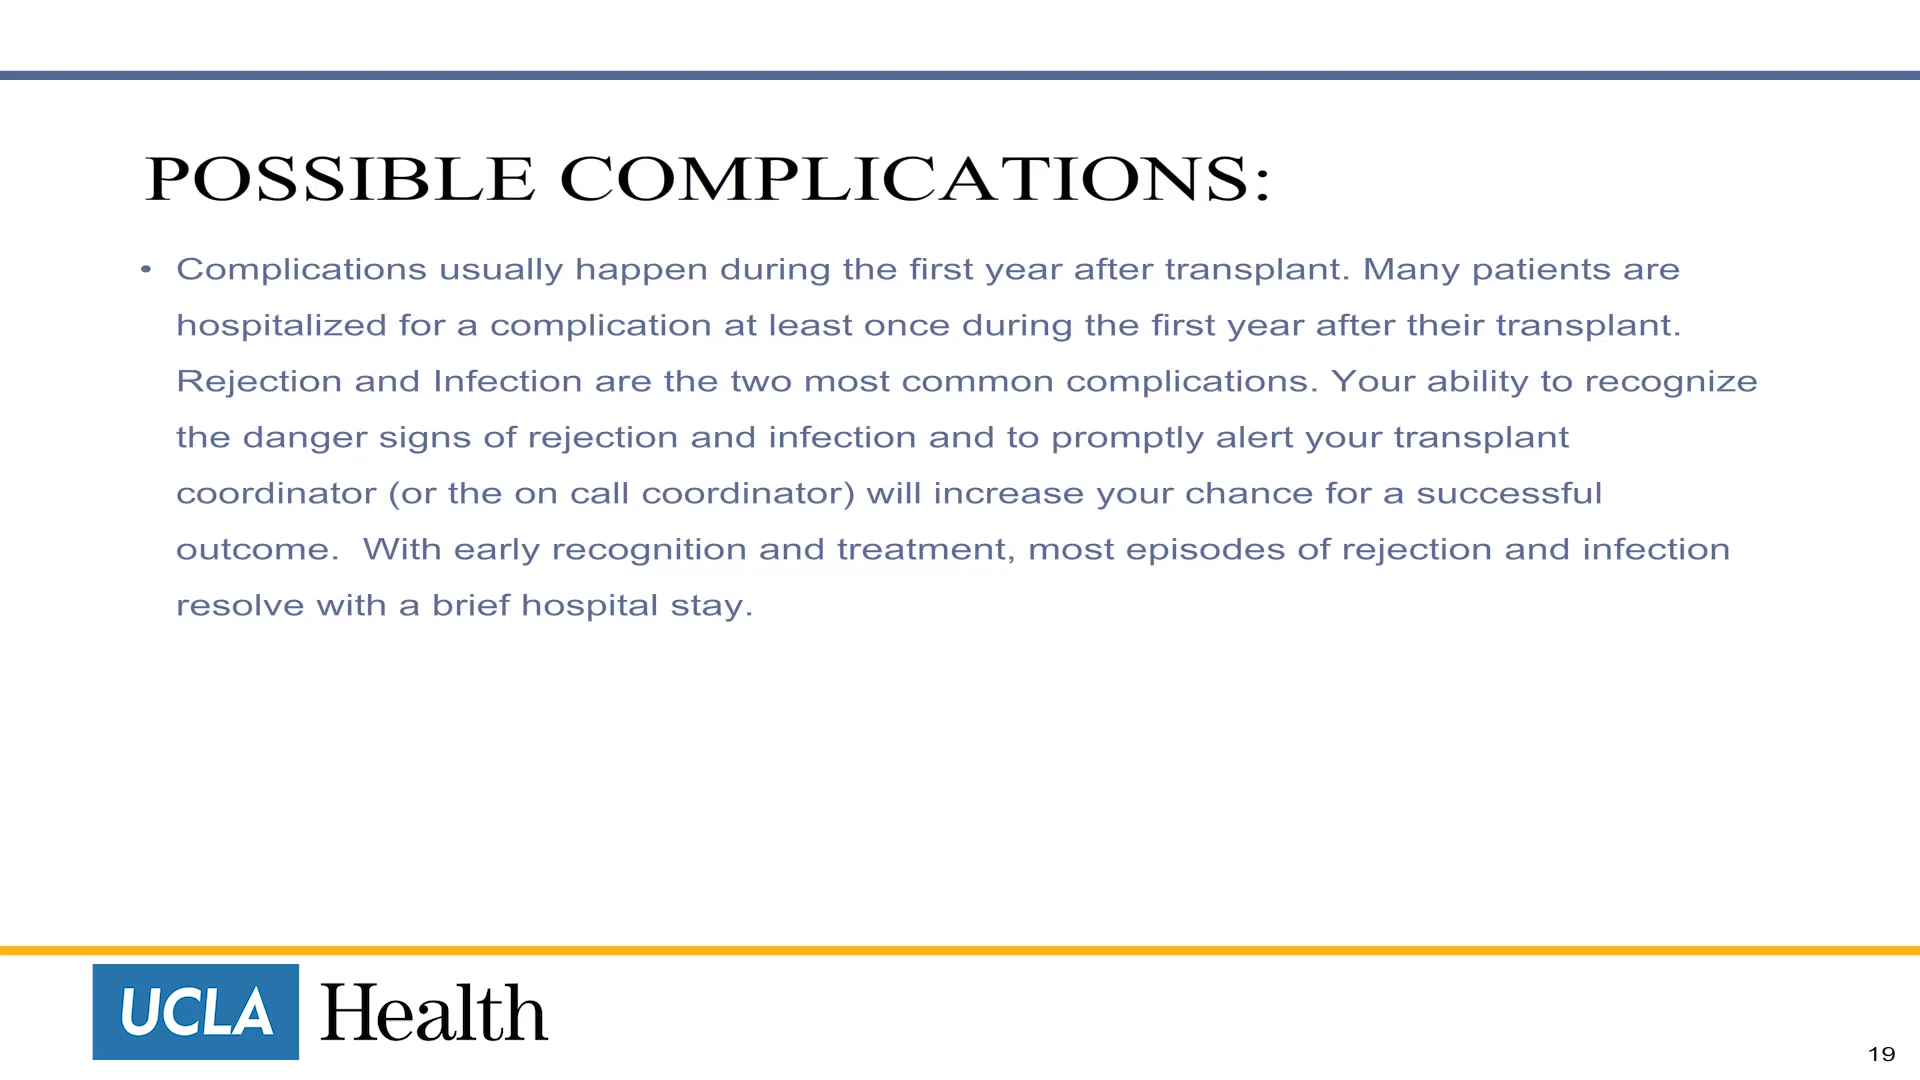 POSSIBLE COMPLICATIONS:
• Complications usually happen during the first year after transplant. Many patients are
hospitalized for a complication at least once during the first year after their transplant.
Rejection and Infection are the two most common complications. Your ability to recognize
the danger signs of rejection and infection and to promptly alert your transplant
coordinator (or the on call coordinator) will increase your chance for a successful
outcome.  With early recognition and treatment, most episodes of rejection and infection
resolve with a brief hospital stay.
UCLA Health
19